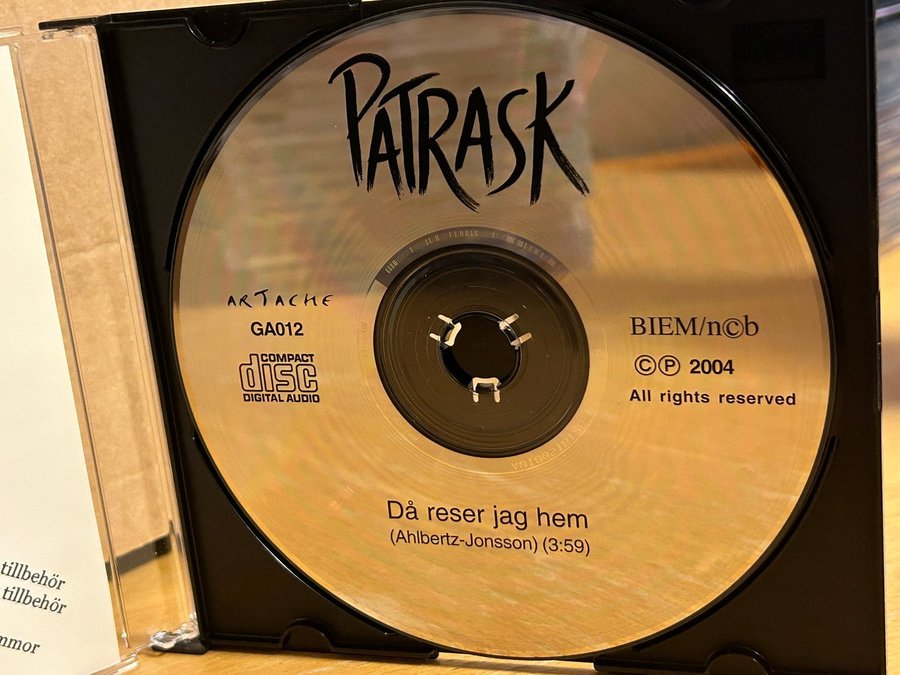 PATRASK
ARTACHE
GA012
COMPACT
disc
DIGITAL AUDIO
BIEM/n©b
©℗ 2004
All rights reserved
Då reser jag hem
(Ahlbertz-Jonsson) (3:59)
tillbehör
tillbehör